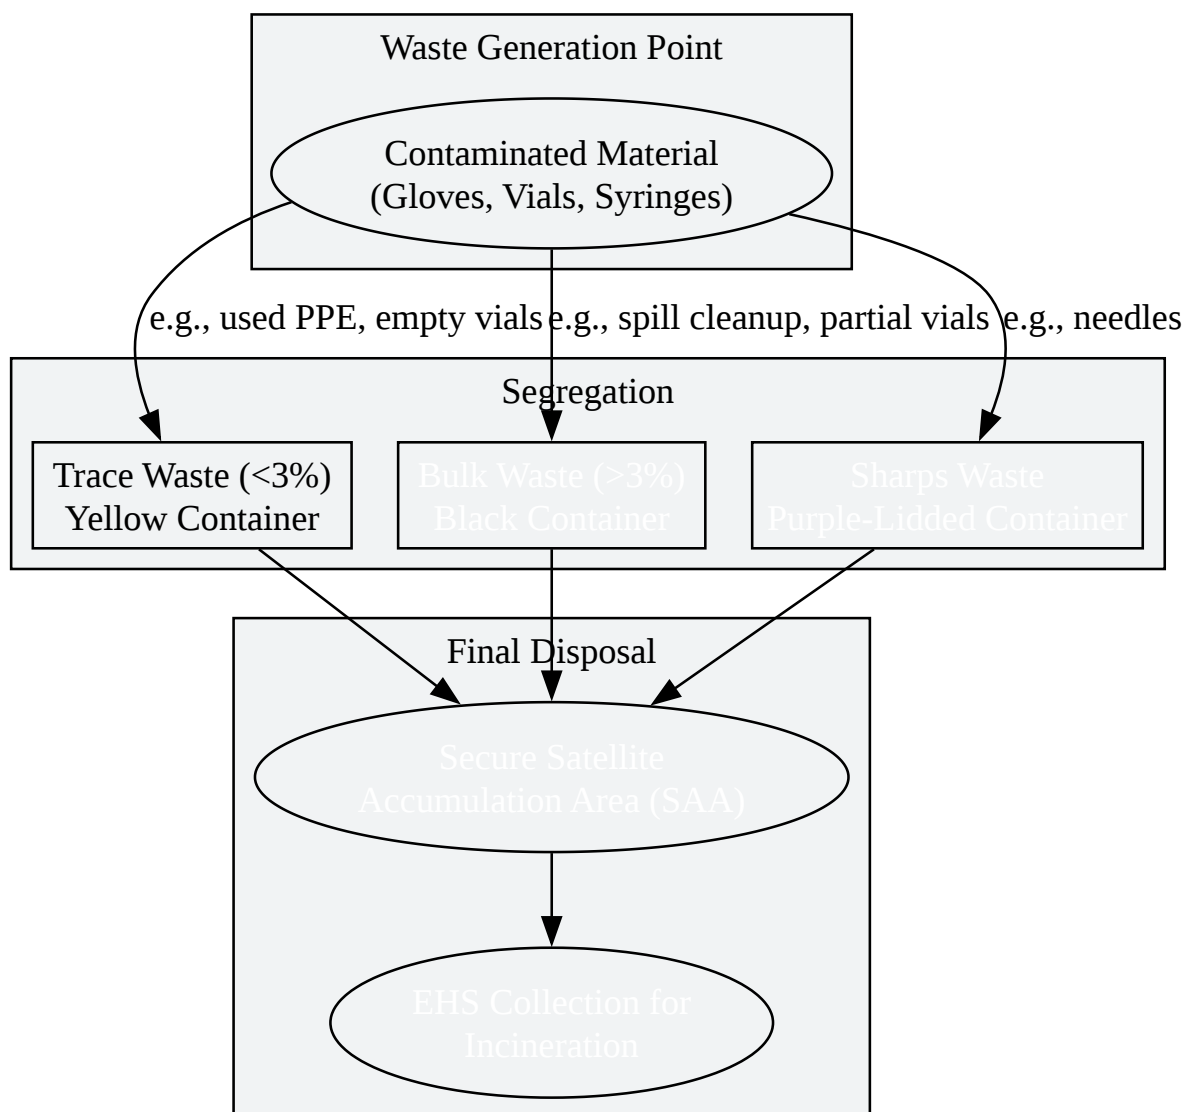 Waste Generation Point
Contaminated Material
(Gloves, Vials, Syringes)
e.g., used PPE, empty vials
e.g., spill cleanup, partial vials
e.g., needles
Segregation
Trace Waste (<3%)
Yellow Container
Bulk Waste (>3%)
Black Container
Sharps Waste
Purple-Lidded Container
Final Disposal
Secure Satellite
Accumulation Area (SAA)
EHS Collection for
Incineration